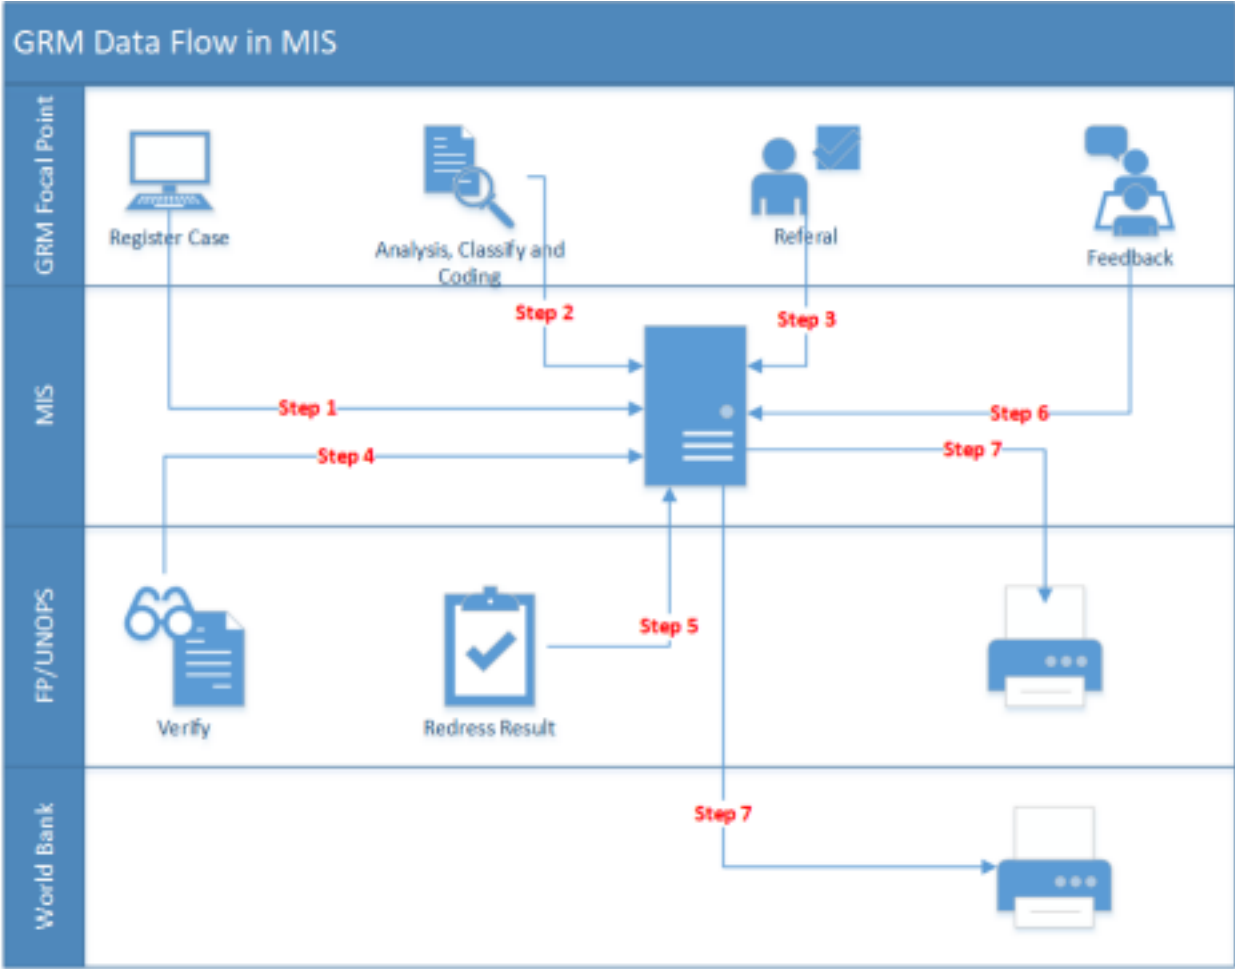 GRM Data Flow in MIS
GRM Focal Point
Register Case
Analysis, Classify and
Coding
Referal
Feedback
MIS
Step 2
Step 3
Step 1
Step 6
Step 4
Step 7
FP/UNOPS
Step 5
Verify
Redress Result
World Bank
Step 7